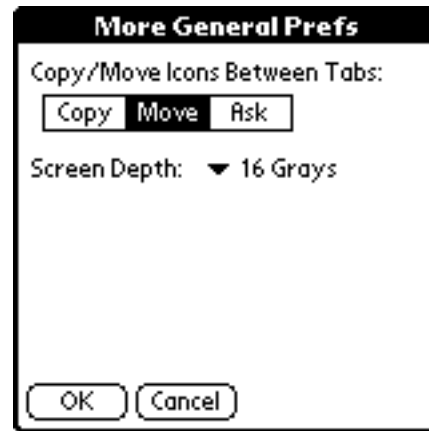 More General Prefs
Copy/Move Icons Between Tabs:
Copy Move Ask
Screen Depth: 16 Grays
OK Cancel